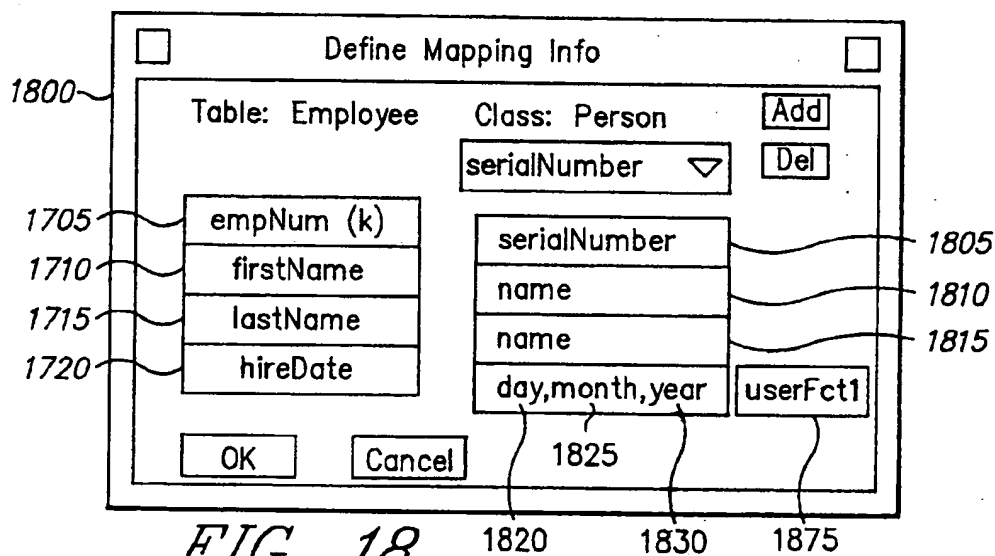 Define Mapping Info
1800
Table: Employee
Class: Person
Add
serialNumber
Del
1705
empNum (k)
serialNumber
1805
1710
firstName
name
1810
1715
lastName
name
1815
1720
hireDate
day,month,year
userFct1
OK
Cancel
1825
FIG. 18
1820
1830
1875